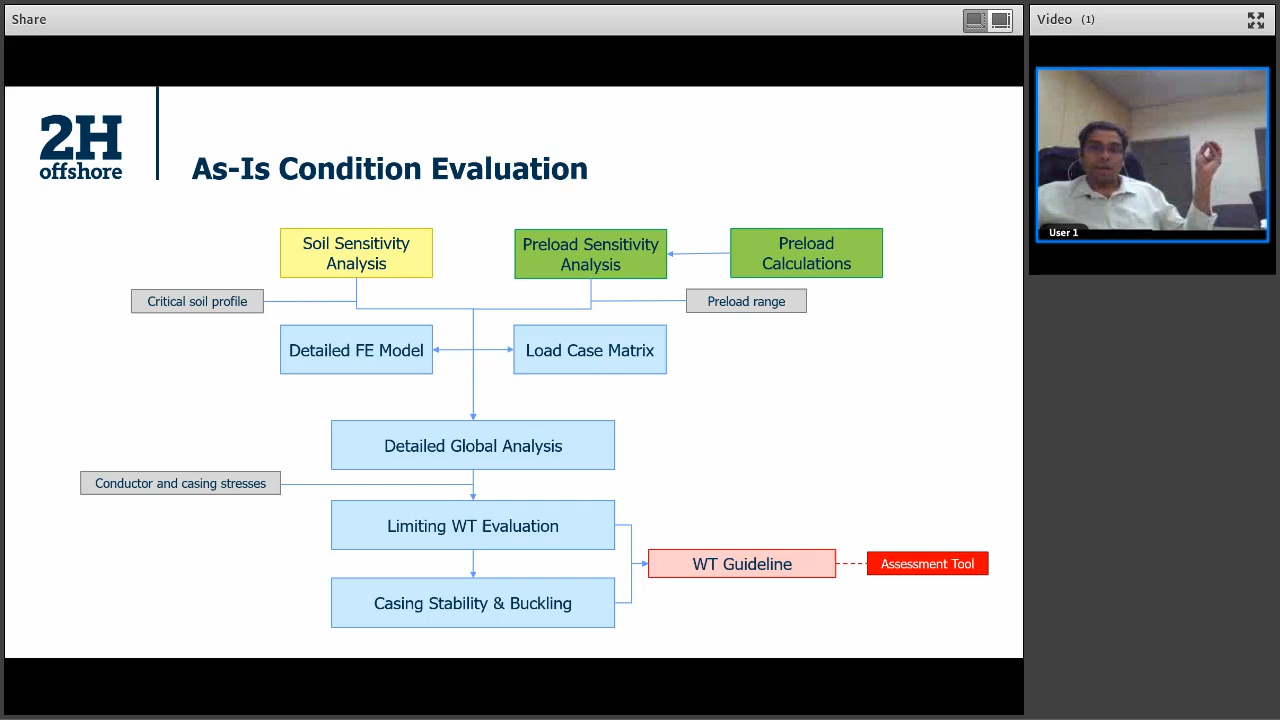 Share
Video (1)
2H
offshore
As-Is Condition Evaluation
Soil Sensitivity
Analysis
Preload Sensitivity
Analysis
Preload
Calculations
Critical soil profile
Preload range
Detailed FE Model
Load Case Matrix
Detailed Global Analysis
Conductor and casing stresses
Limiting WT Evaluation
WT Guideline
Assessment Tool
Casing Stability & Buckling
User 1